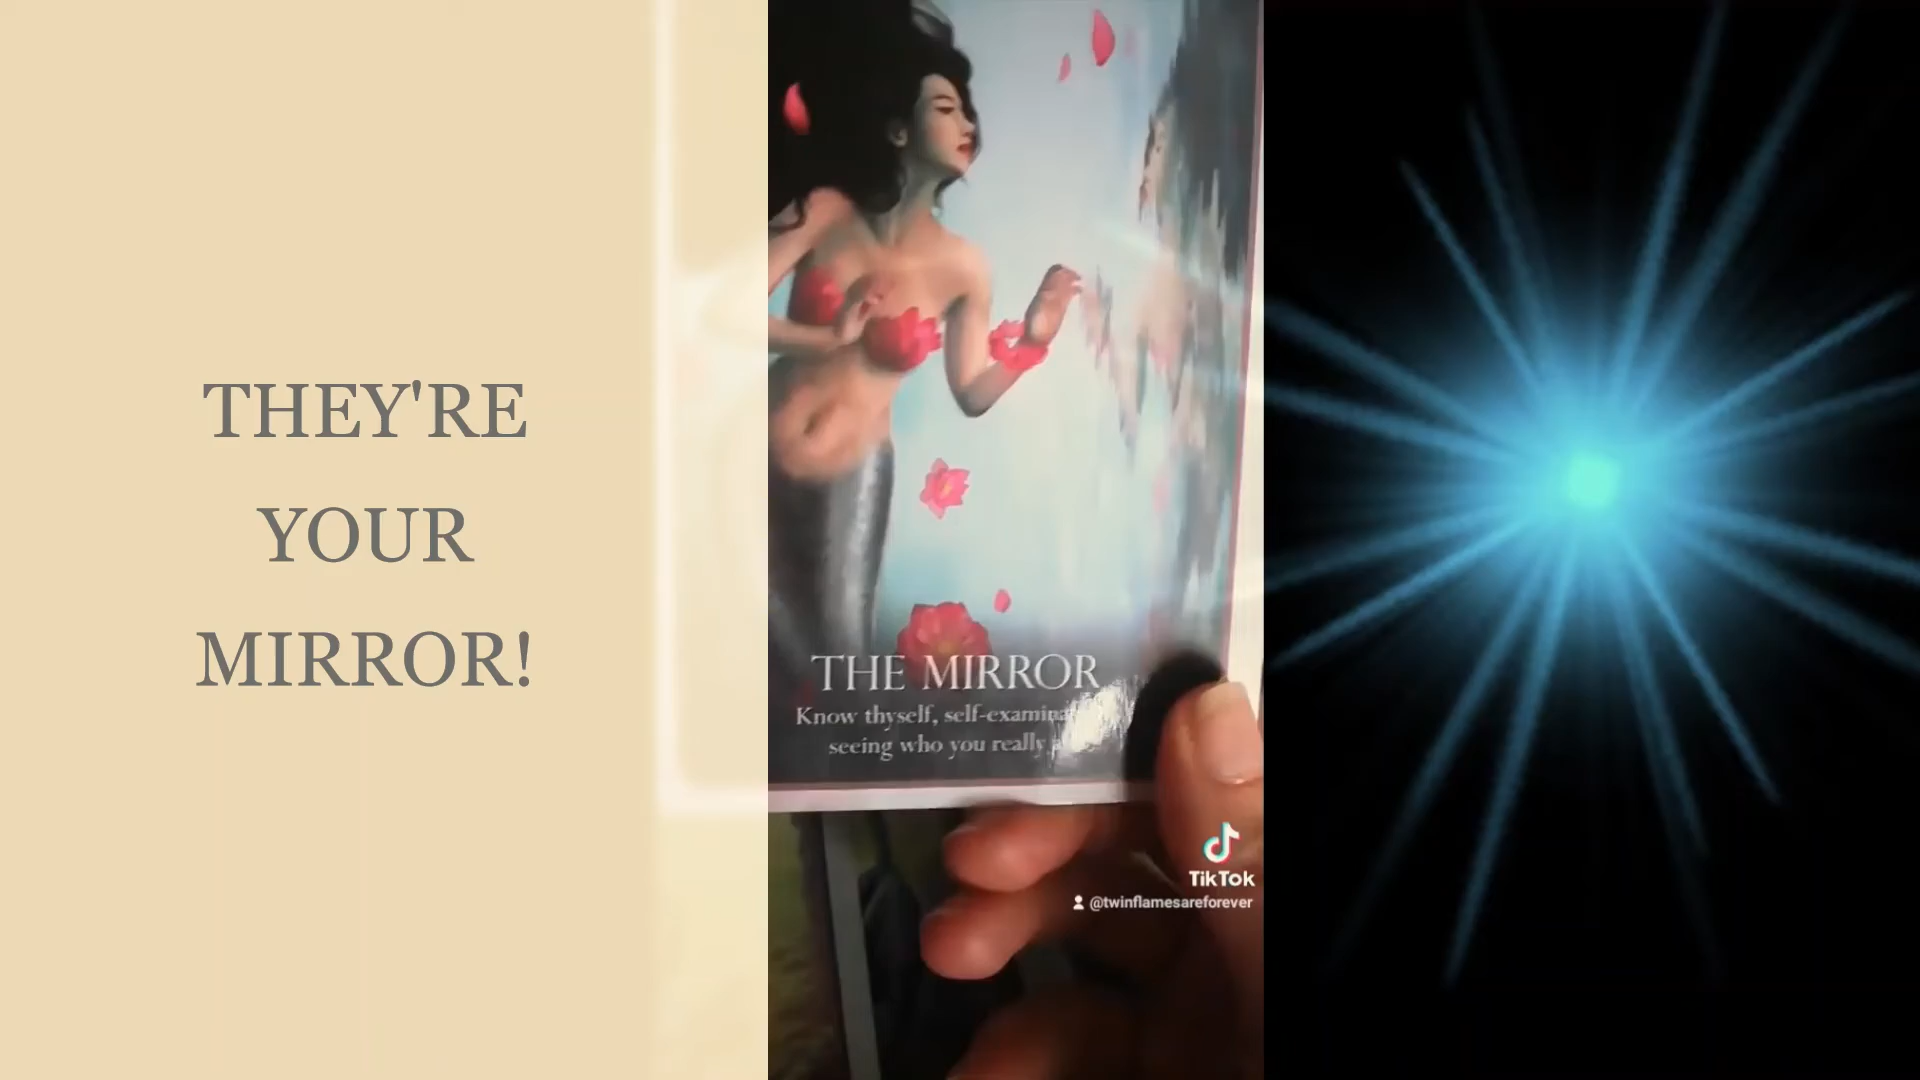 THEY'RE
YOUR
MIRROR!
THE MIRROR
Know thyself, self-examina
seeing who you really
TikTok
@twinflamesareforever